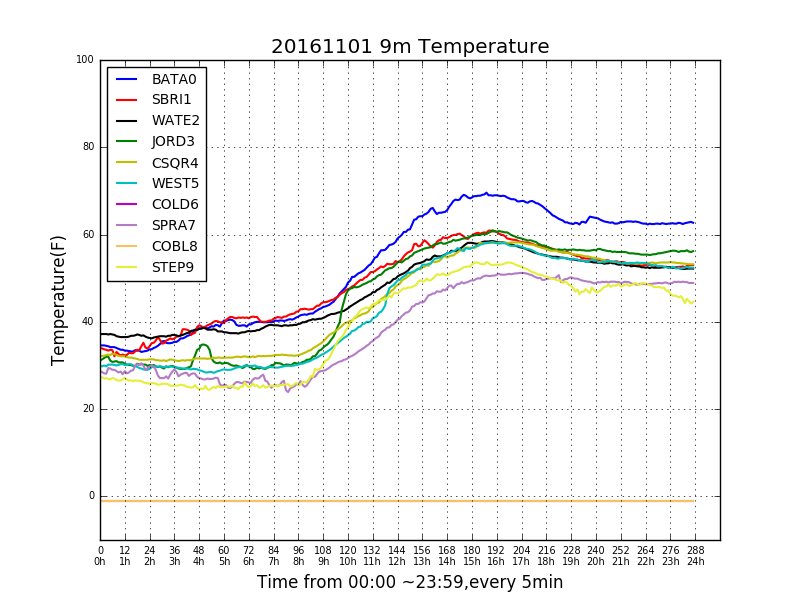 20161101 9m Temperature
100
80
60
40
20
0
Temperature(F)
BATA0
SBRI1
WATE2
JORD3
CSQR4
WEST5
COLD6
SPRA7
COBL8
STEP9
0 12 24 36 48 60 72 84 96 108 120 132 144 156 168 180 192 204 216 228 240 252 264 276 288
0h 1h 2h 3h 4h 5h 6h 7h 8h 9h 10h 11h 12h 13h 14h 15h 16h 17h 18h 19h 20h 21h 22h 23h 24h
Time from 00:00 ~23:59,every 5min